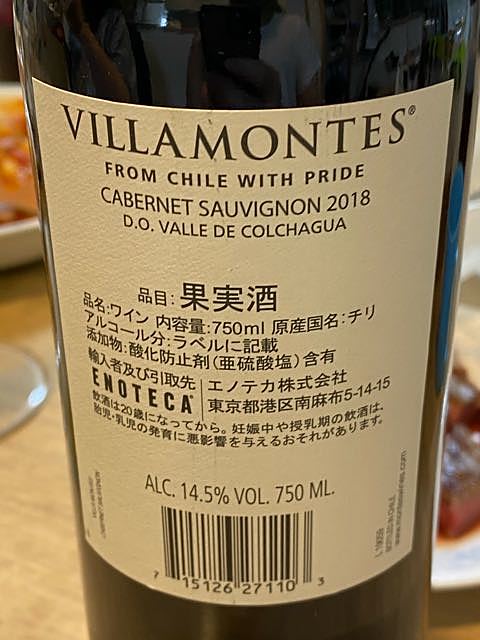 VILLAMONTES®
FROM CHILE WITH PRIDE
CABERNET SAUVIGNON 2018
D.O. VALLE DE COLCHAGUA
品目:果実酒
品名:ワイン 内容量:750ml 原産国名:チリ
アルコール分:ラベルに記載
添加物:酸化防止剤(亜硫酸塩)含有
輸入者及び引取先
ENOTECA
エノテカ株式会社
東京都港区南麻布5-14-15
飲酒は20歳になってから。妊娠中や授乳期の飲酒は、
胎児・乳児の発育に悪影響を与えるおそれがあります。
ALC. 14.5% VOL. 750 ML.
7 15126 27110 3
BOTTLED IN CHILE
www.monteswines.com